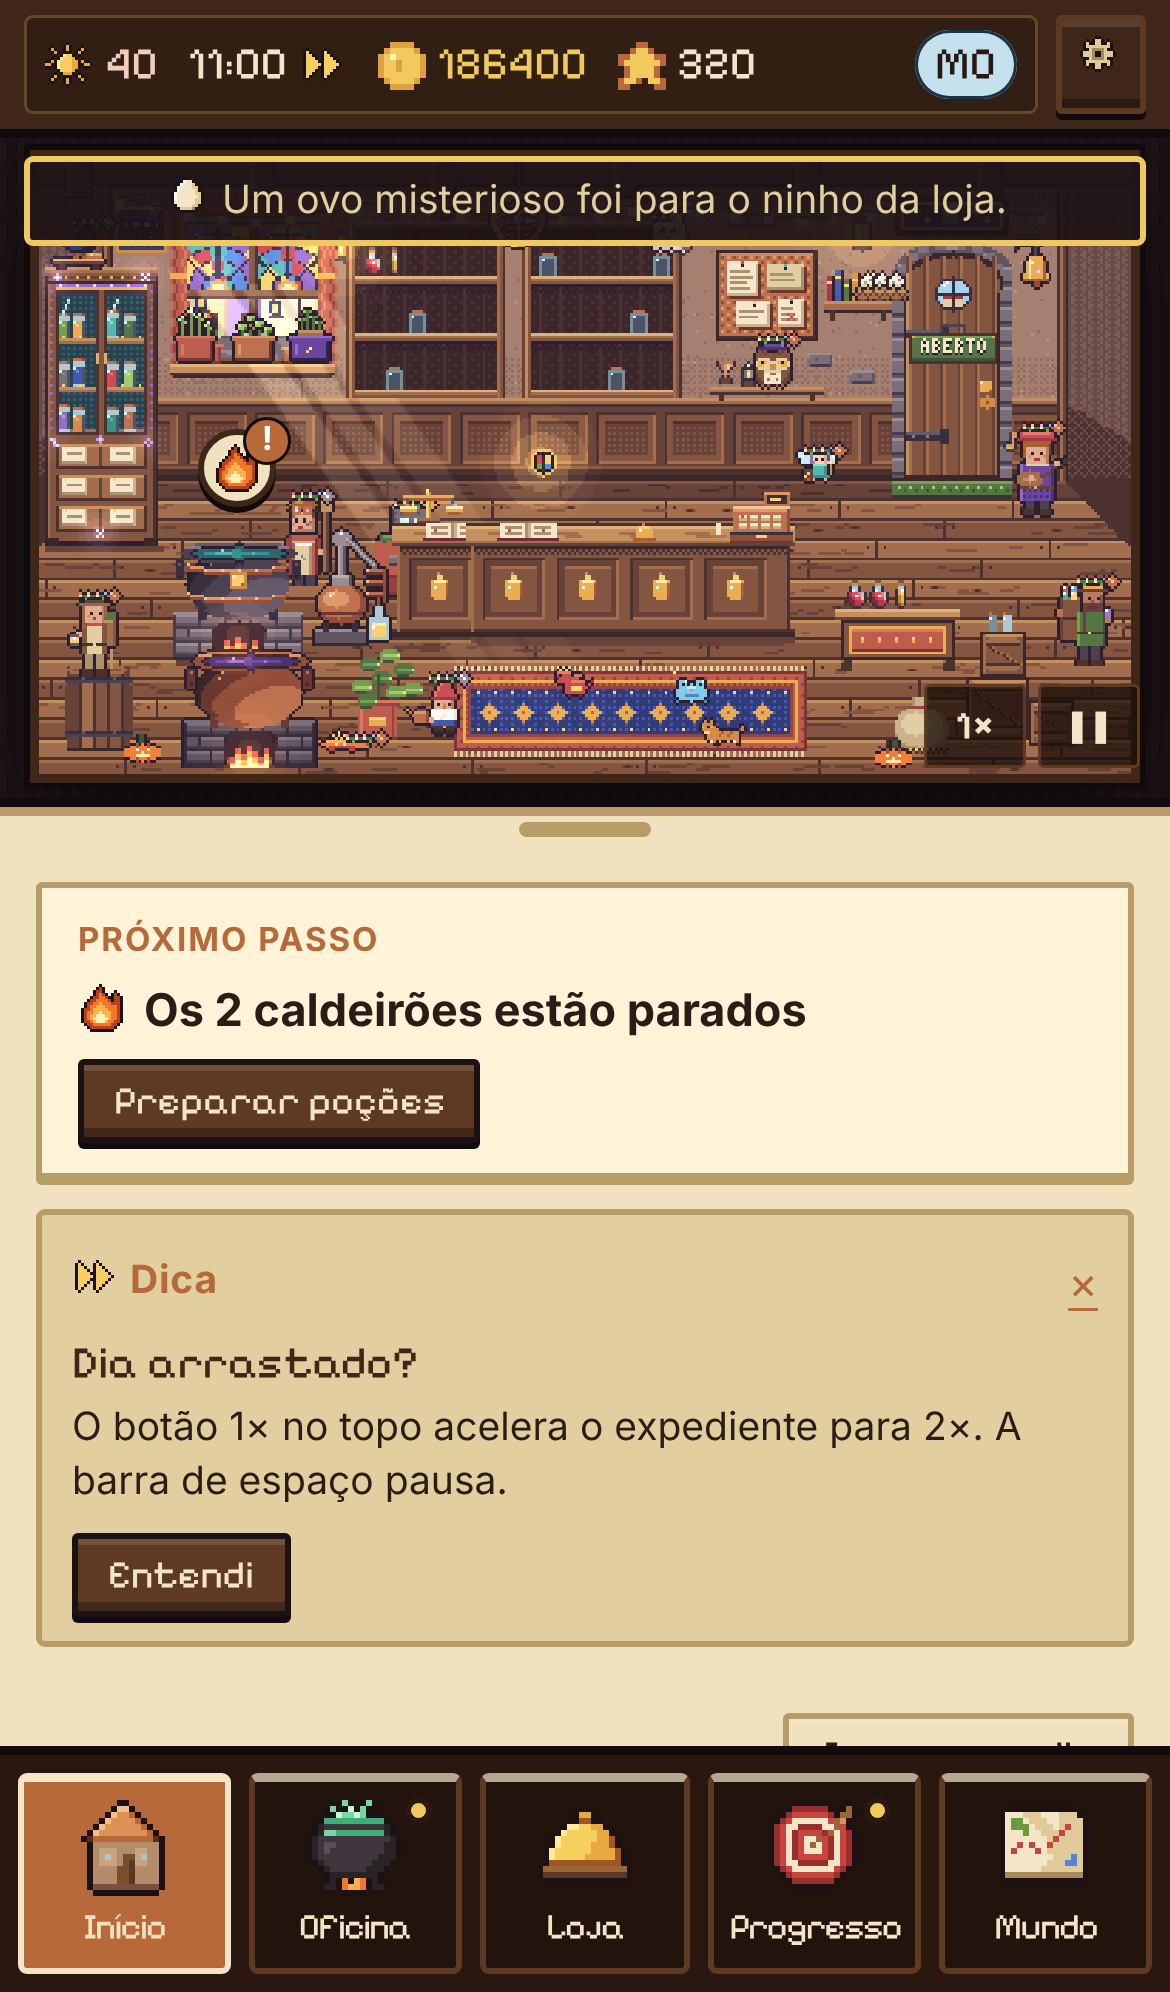 40 11:00 186400 320 MO
Um ovo misterioso foi para o ninho da loja.
ABERTO
!
1×
PRÓXIMO PASSO
Os 2 caldeirões estão parados
Preparar poções
Dica
×
Dia arrastado?
O botão 1× no topo acelera o expediente para 2×. A
barra de espaço pausa.
Entendi
Início Oficina Loja Progresso Mundo